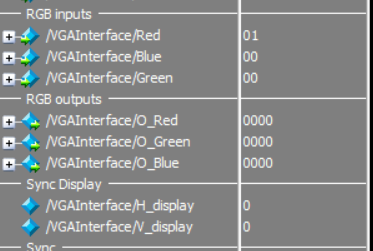 RGB inputs
/VGAInterface/Red 01
/VGAInterface/Blue 00
/VGAInterface/Green 00
RGB outputs
/VGAInterface/O_Red 0000
/VGAInterface/O_Green 0000
/VGAInterface/O_Blue 0000
Sync Display
/VGAInterface/H_display 0
/VGAInterface/V_display 0
Sync